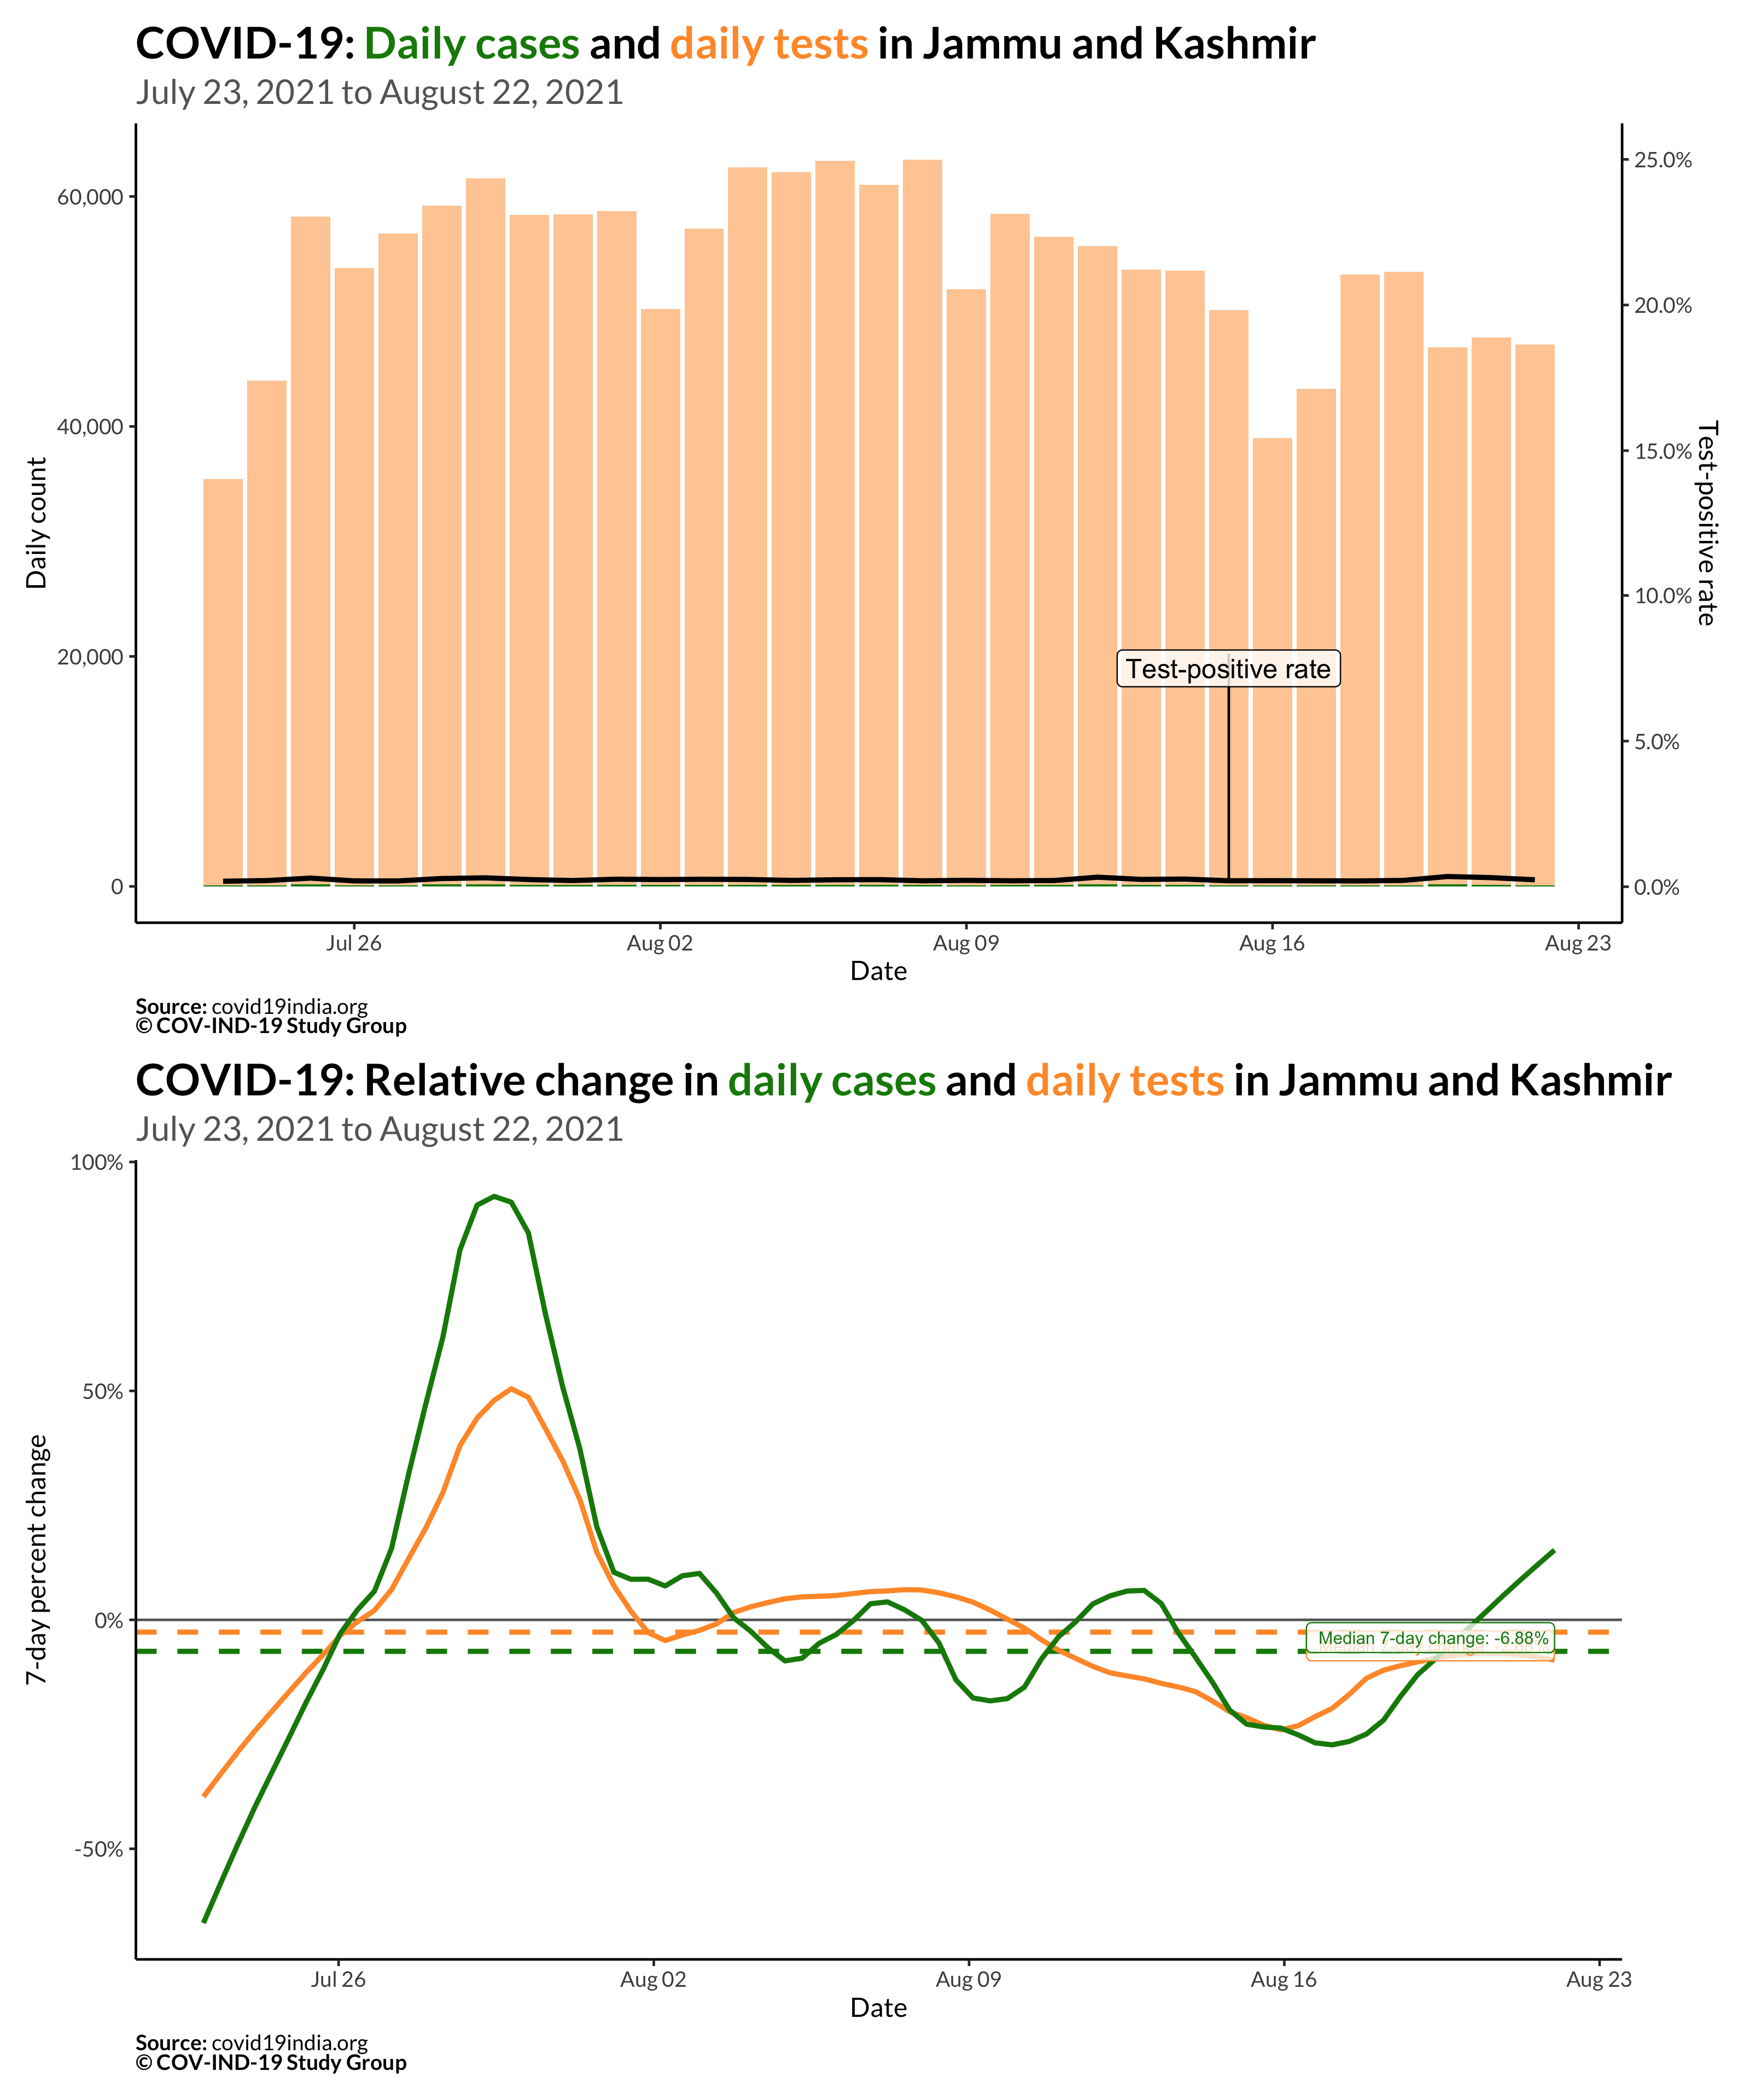 COVID-19: Daily cases and daily tests in Jammu and Kashmir
July 23, 2021 to August 22, 2021
60,000
40,000
20,000
0
Daily count
25.0%
20.0%
15.0%
10.0%
5.0%
0.0%
Test-positive rate
Test-positive rate
Jul 26
Aug 02
Aug 09
Aug 16
Aug 23
Date
Source: covid19india.org
© COV-IND-19 Study Group
COVID-19: Relative change in daily cases and daily tests in Jammu and Kashmir
July 23, 2021 to August 22, 2021
100%
50%
0%
-50%
7-day percent change
Median 7-day change: -6.88%
Jul 26
Aug 02
Aug 09
Aug 16
Aug 23
Date
Source: covid19india.org
© COV-IND-19 Study Group